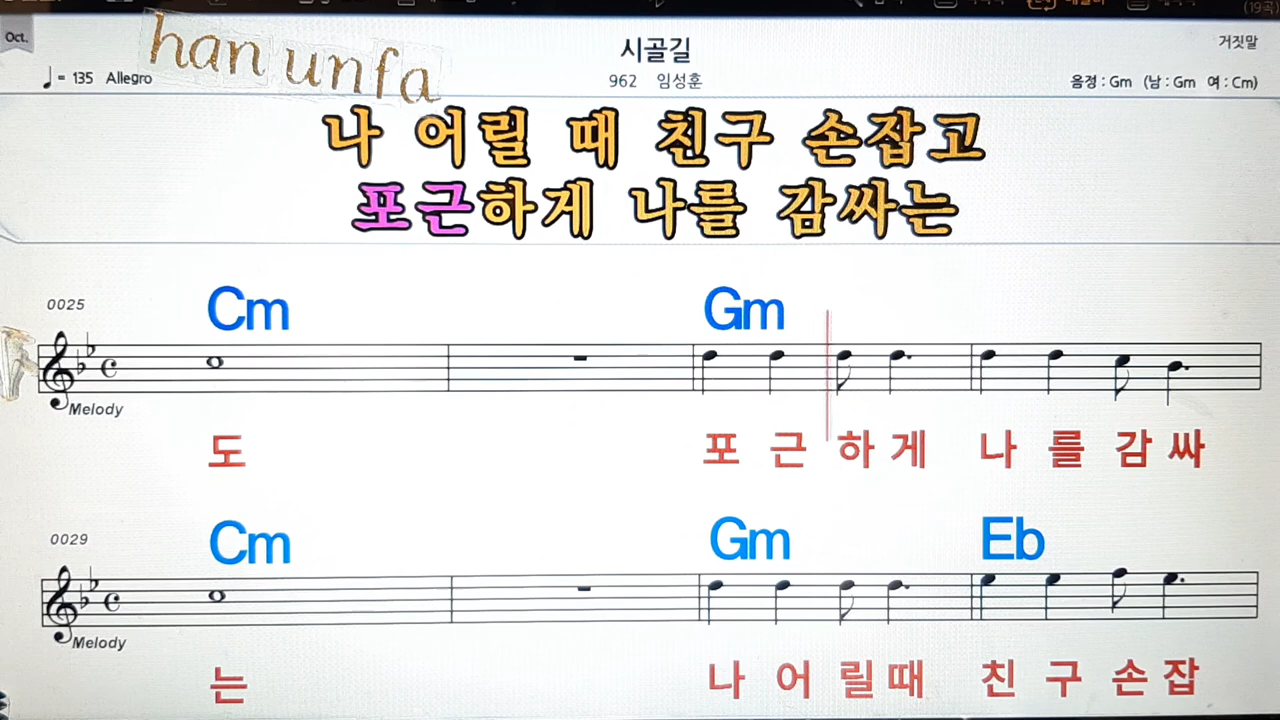 (19곡)
Oct.
han unfa
시골길
거짓말
♩= 135 Allegro
962 임성훈
음정 : Gm (남 : Gm 여 : Cm)
나 어릴 때 친구 손잡고
포근하게 나를 감싸는
0025
Cm Gm
Melody
도 포 근 하 게 나 를 감 싸
0029
Cm Gm Eb
Melody
는 나 어 릴 때 친 구 손 잡